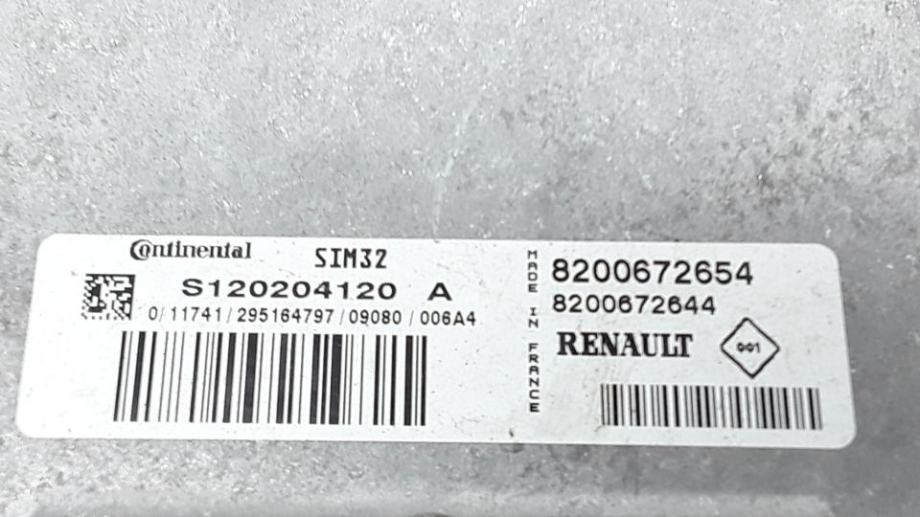 Continental SIM32
S120204120 A
0/11741/295164797/09080/006A4
MADE IN FRANCE
8200672654
8200672644
RENAULT 001